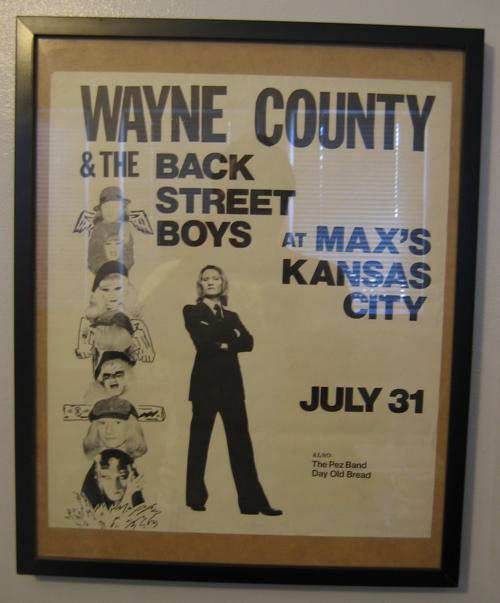 WAYNE COUNTY
& THE BACK
STREET
BOYS
AT MAX'S
KANSAS
CITY
JULY 31
ALSO
The Pez Band
Day Old Bread